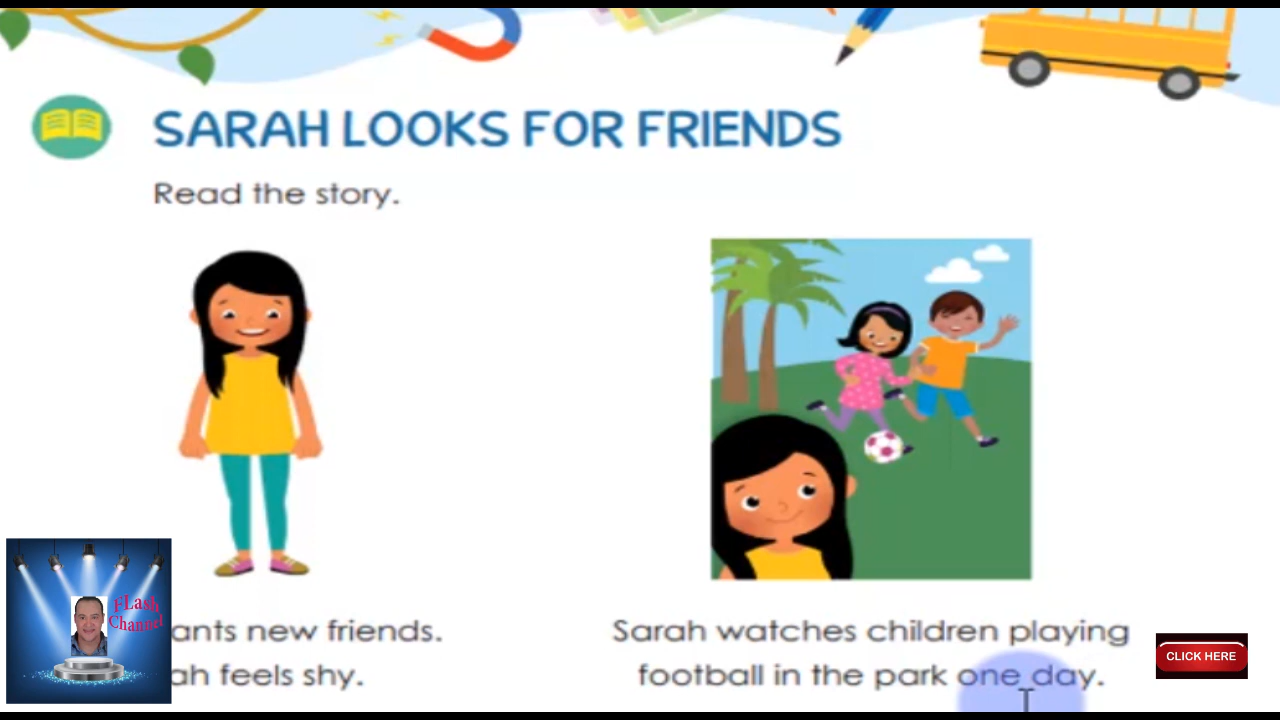 SARAH LOOKS FOR FRIENDS
Read the story.
ants new friends.
ah feels shy.
Sarah watches children playing
football in the park one day.
FLash
Channel
CLICK HERE